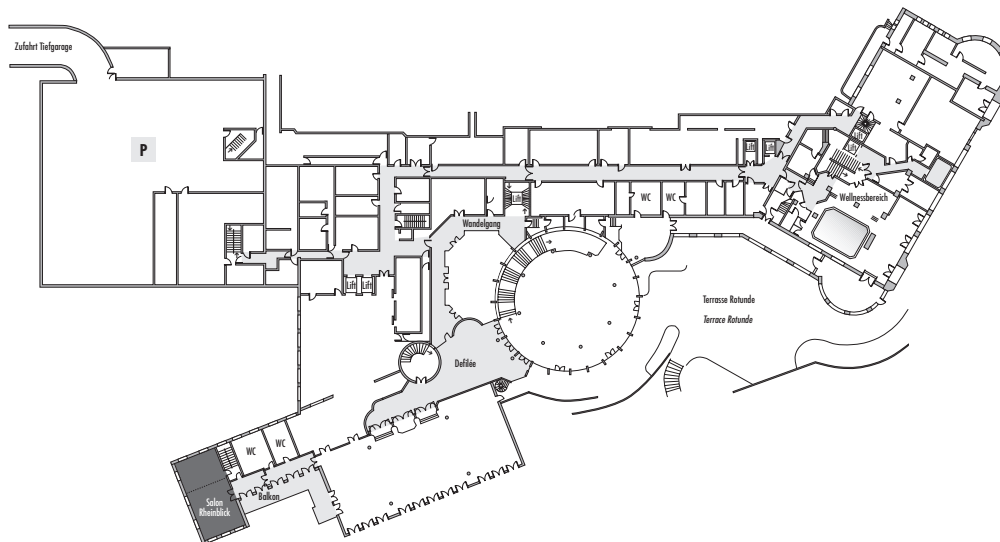 Zufahrt Tiefgarage
P
Lift
Lift
Lift
Lift
Lift
WC
WC
Wellnessbereich
Wandelgang
Lift
Lift
Terrasse Rotunde
Terrace Rotunde
Defilée
WC
WC
Salon
Rheinblick
Balkon